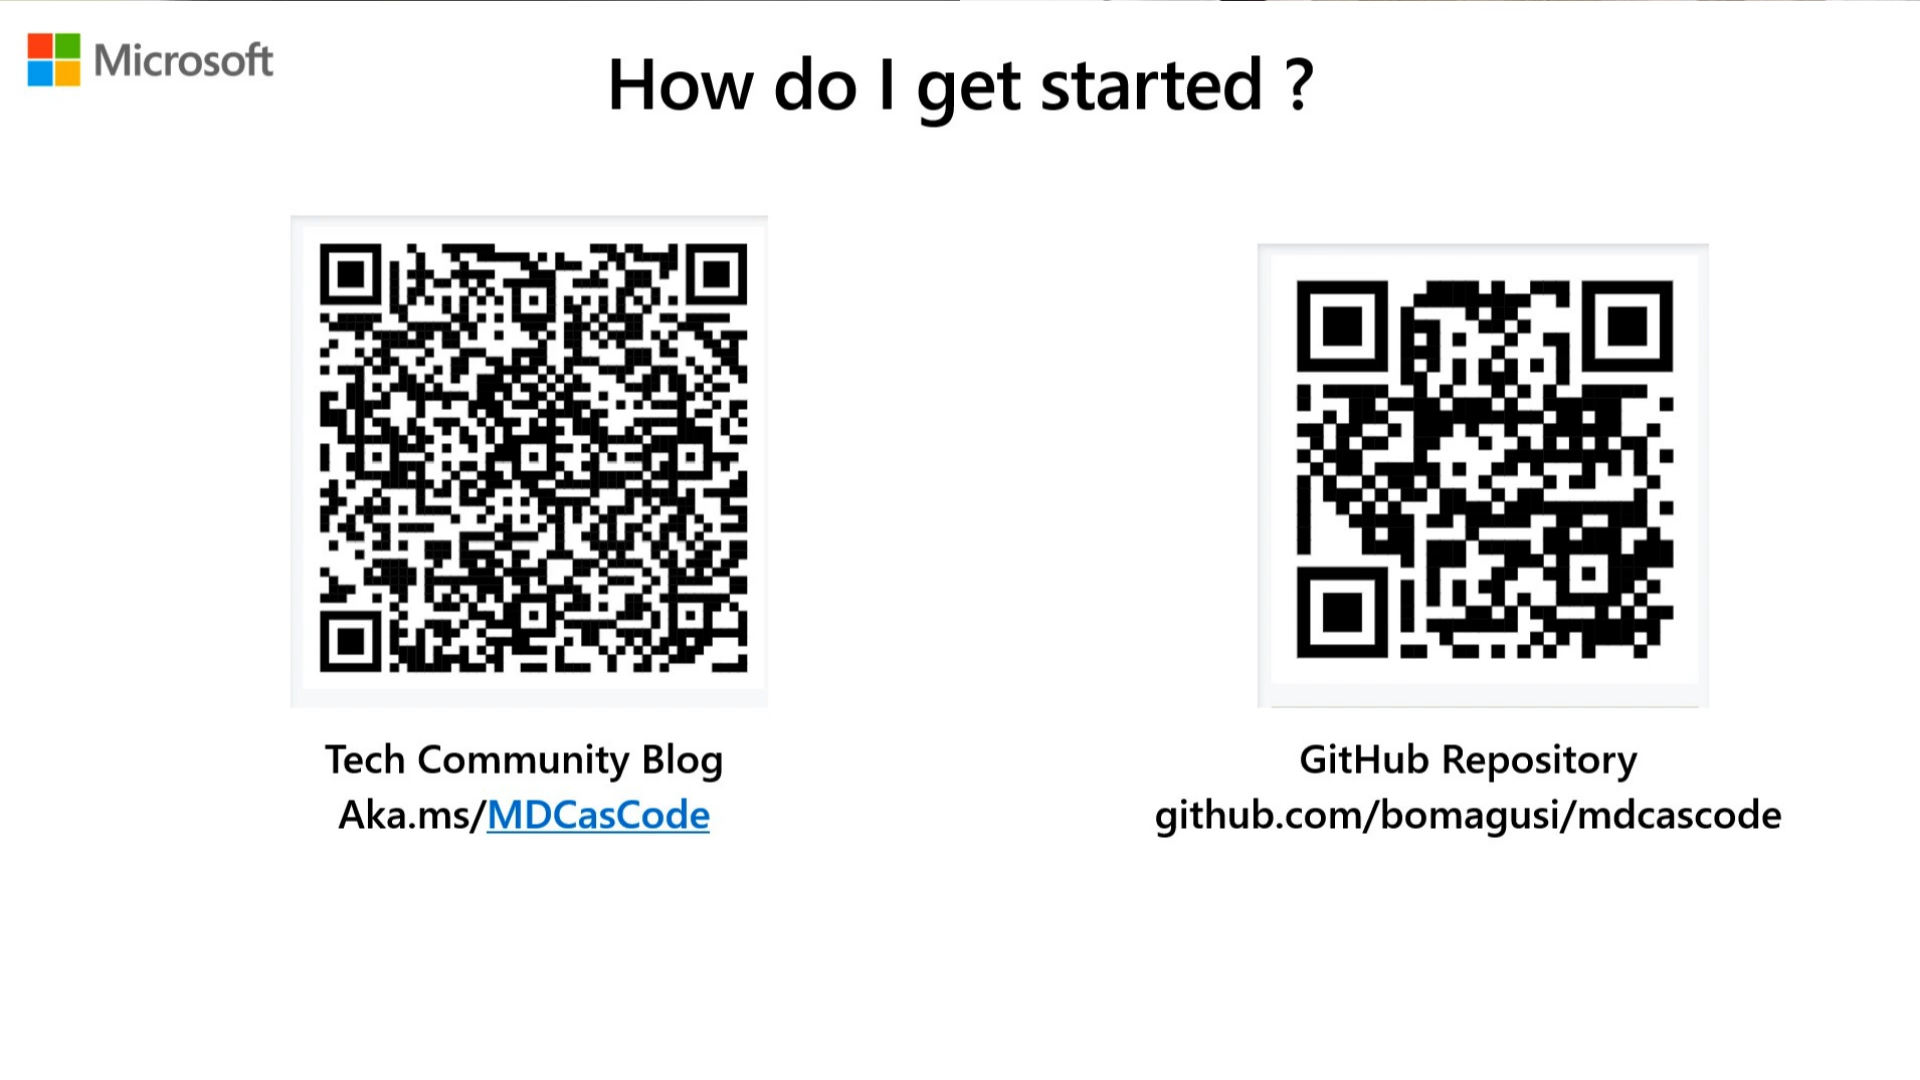 Microsoft
How do I get started ?
Tech Community Blog
Aka.ms/MDCasCode
GitHub Repository
github.com/bomagusi/mdcascode